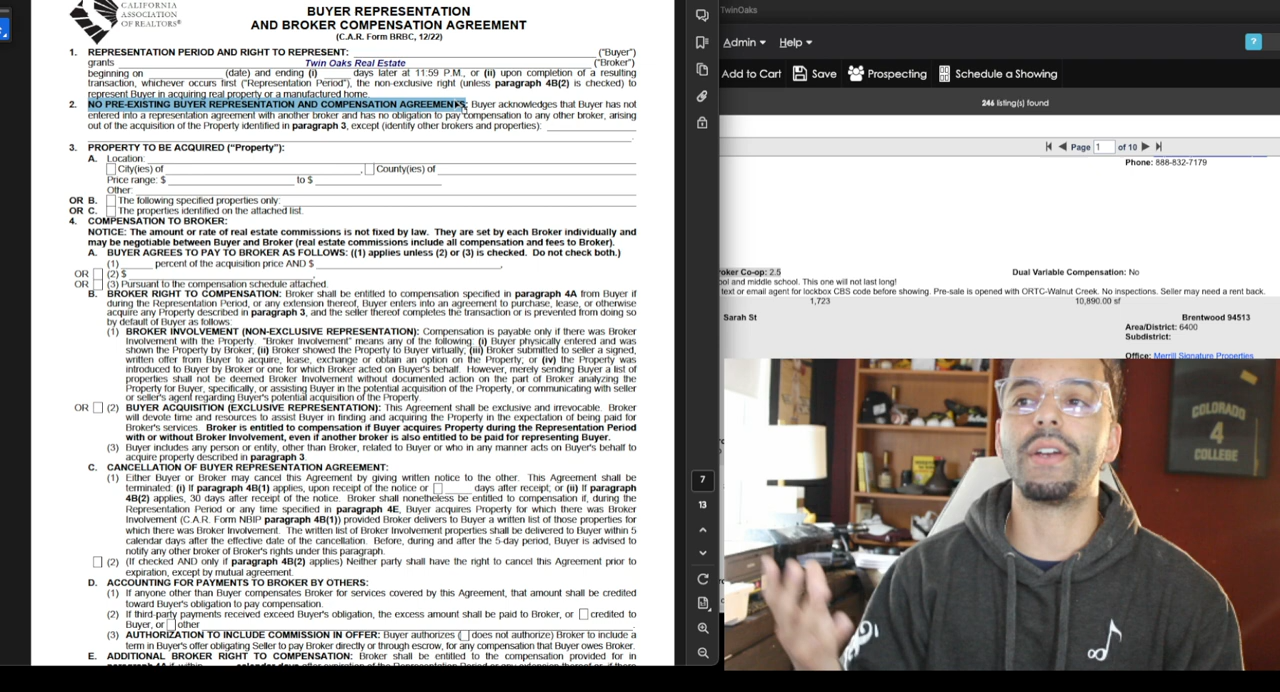 CALIFORNIA
ASSOCIATION
OF REALTORS®
BUYER REPRESENTATION
AND BROKER COMPENSATION AGREEMENT
(C.A.R. Form BRBC, 12/22)
1. REPRESENTATION PERIOD AND RIGHT TO REPRESENT: ("Buyer")
grants Twin Oaks Real Estate ("Broker")
beginning on (date) and ending (i) days later at 11:59 P.M., or (ii) upon completion of a resulting
transaction, whichever occurs first ("Representation Period"), the non-exclusive right (unless paragraph 4B(2) is checked) to
represent Buyer in acquiring real property or a manufactured home.
2. NO PRE-EXISTING BUYER REPRESENTATION AND COMPENSATION AGREEMENTS: Buyer acknowledges that Buyer has not
entered into a representation agreement with another broker and has no obligation to pay compensation to any other broker, arising
out of the acquisition of the Property identified in paragraph 3, except (identify other brokers and properties):
3. PROPERTY TO BE ACQUIRED ("Property"):
A. Location:
City(ies) of , County(ies) of
Price range: $ to $
Other:
OR B. The following specified properties only:
OR C. The properties identified on the attached list.
4. COMPENSATION TO BROKER:
NOTICE: The amount or rate of real estate commissions is not fixed by law. They are set by each Broker individually and
may be negotiable between Buyer and Broker (real estate commissions include all compensation and fees to Broker).
A. BUYER AGREES TO PAY TO BROKER AS FOLLOWS: ((1) applies unless (2) or (3) is checked. Do not check both.)
(1) percent of the acquisition price AND $ ,
OR (2) $
OR (3) Pursuant to the compensation schedule attached.
B. BROKER RIGHT TO COMPENSATION: Broker shall be entitled to compensation specified in paragraph 4A from Buyer if
during the Representation Period, or any extension thereof, Buyer enters into an agreement to purchase, lease, or otherwise
acquire any Property described in paragraph 3, and the seller thereof completes the transaction or is prevented from doing so
by default of Buyer as follows:
(1) BROKER INVOLVEMENT (NON-EXCLUSIVE REPRESENTATION): Compensation is payable only if there was Broker
Involvement with the Property. "Broker Involvement" means any of the following: (i) Buyer physically entered and was
shown the Property by Broker, (ii) Broker showed the Property to Buyer virtually, (iii) Broker submitted to seller a signed,
written offer from Buyer to acquire, lease, exchange or obtain an option on the Property; or (iv) the Property was
introduced to Buyer by Broker or one for which Broker acted on Buyer's behalf. However, merely sending Buyer a list of
properties shall not be deemed Broker Involvement without documented action on the part of Broker analyzing the
Property for Buyer, specifically, or assisting Buyer in the potential acquisition of the Property, or communicating with seller
or seller's agent regarding Buyer's potential acquisition of the Property.
OR (2) BUYER ACQUISITION (EXCLUSIVE REPRESENTATION): This Agreement shall be exclusive and irrevocable. Broker
will devote time and resources to assist Buyer in finding and acquiring the Property in the expectation of being paid for
Broker's services. Broker is entitled to compensation if Buyer acquires Property during the Representation Period
with or without Broker Involvement, even if another broker is also entitled to be paid for representing Buyer.
(3) Buyer includes any person or entity, other than Broker, related to Buyer or who in any manner acts on Buyer's behalf to
acquire property described in paragraph 3.
C. CANCELLATION OF BUYER REPRESENTATION AGREEMENT:
(1) Either Buyer or Broker may cancel this Agreement by giving written notice to the other. This Agreement shall be
terminated: (i) If paragraph 4B(1) applies, upon receipt of the notice or days after receipt; or (ii) If paragraph
4B(2) applies, 30 days after receipt of the notice. Broker shall nonetheless be entitled to compensation if, during the
Representation Period or any time specified in paragraph 4E, Buyer acquires Property for which there was Broker
Involvement (C.A.R. Form NBIP paragraph 4B(1)) provided Broker delivers to Buyer a written list of those properties for
which there was Broker Involvement. The written list of Broker Involvement properties shall be delivered to Buyer within 5
calendar days after the effective date of the cancellation. Before, during and after the 5-day period, Buyer is advised to
notify any other broker of Broker's rights under this paragraph.
(2) (If checked AND only if paragraph 4B(2) applies) Neither party shall have the right to cancel this Agreement prior to
expiration, except by mutual agreement.
D. ACCOUNTING FOR PAYMENTS TO BROKER BY OTHERS:
(1) If anyone other than Buyer compensates Broker for services covered by this Agreement, that amount shall be credited
toward Buyer's obligation to pay compensation.
(2) If third-party payments received exceed Buyer's obligation, the excess amount shall be paid to Broker, or credited to
Buyer, or other .
(3) AUTHORIZATION TO INCLUDE COMMISSION IN OFFER: Buyer authorizes ( does not authorize) Broker to include a
term in Buyer's offer obligating Seller to pay Broker directly or through escrow, for any compensation that Buyer owes Broker.
E. ADDITIONAL BROKER RIGHT TO COMPENSATION: Broker shall be entitled to the compensation provided for in
7
13
TwinOaks
Admin Help
?
Add to Cart Save Prospecting Schedule a Showing
246 listing(s) found
Page 1 of 10
Phone: 888-832-7179
oker Co-op: 2.5 Dual Variable Compensation: No
ool and middle school. This one will not last long!
text or email agent for lockbox CBS code before showing. Pre-sale is opened with ORTC-Walnut Creek. No inspections. Seller may need a rent back.
1,723 10,890.00 sf
Sarah St Brentwood 94513
Area/District: 6400
Subdistrict:
Office: Merrill Signature Properties
COLORADO
4
COLLEGE